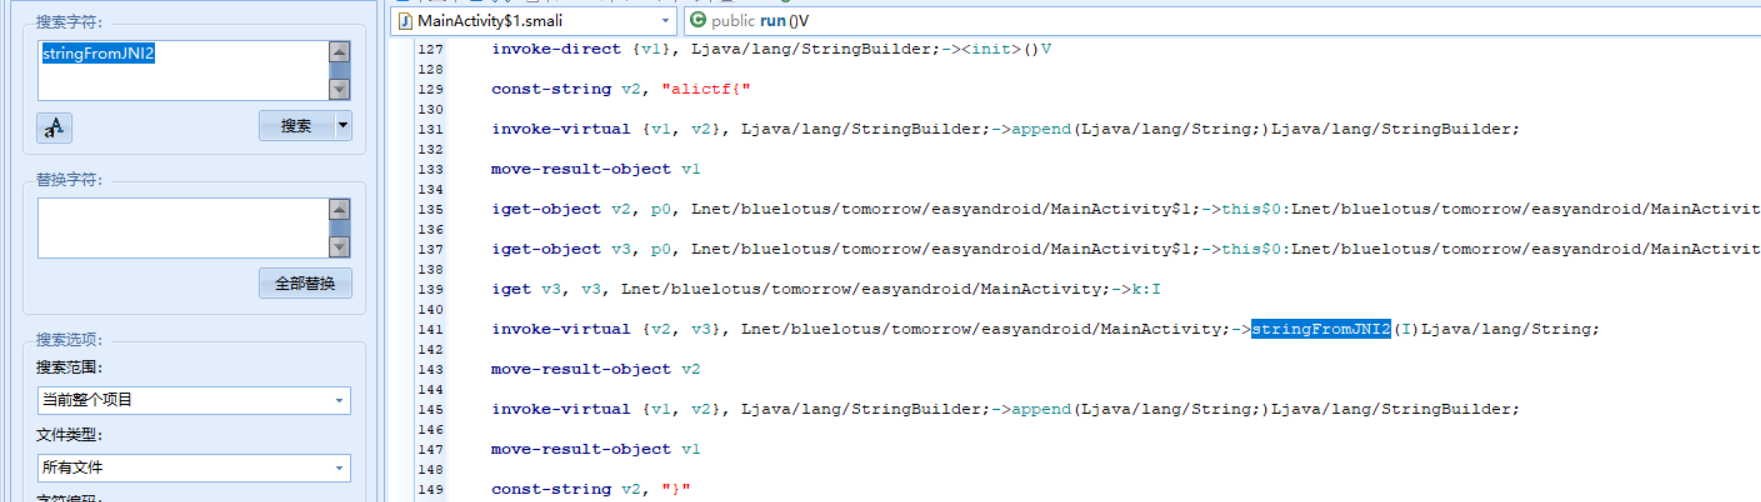 搜索字符:
stringFromJNI2
搜索
替换字符:
全部替换
搜索选项:
搜索范围:
当前整个项目
文件类型:
所有文件
字符编码:
MainActivity$1.smali
public run()V
127 invoke-direct {v1}, Ljava/lang/StringBuilder;-><init>()V
128
129 const-string v2, "alictf{"
130
131 invoke-virtual {v1, v2}, Ljava/lang/StringBuilder;->append(Ljava/lang/String;)Ljava/lang/StringBuilder;
132
133 move-result-object v1
134
135 iget-object v2, p0, Lnet/bluelotus/tomorrow/easyandroid/MainActivity$1;->this$0:Lnet/bluelotus/tomorrow/easyandroid/MainActivit
136
137 iget-object v3, p0, Lnet/bluelotus/tomorrow/easyandroid/MainActivity$1;->this$0:Lnet/bluelotus/tomorrow/easyandroid/MainActivit
138
139 iget v3, v3, Lnet/bluelotus/tomorrow/easyandroid/MainActivity;->k:I
140
141 invoke-virtual {v2, v3}, Lnet/bluelotus/tomorrow/easyandroid/MainActivity;->stringFromJNI2(I)Ljava/lang/String;
142
143 move-result-object v2
144
145 invoke-virtual {v1, v2}, Ljava/lang/StringBuilder;->append(Ljava/lang/String;)Ljava/lang/StringBuilder;
146
147 move-result-object v1
148
149 const-string v2, "}"